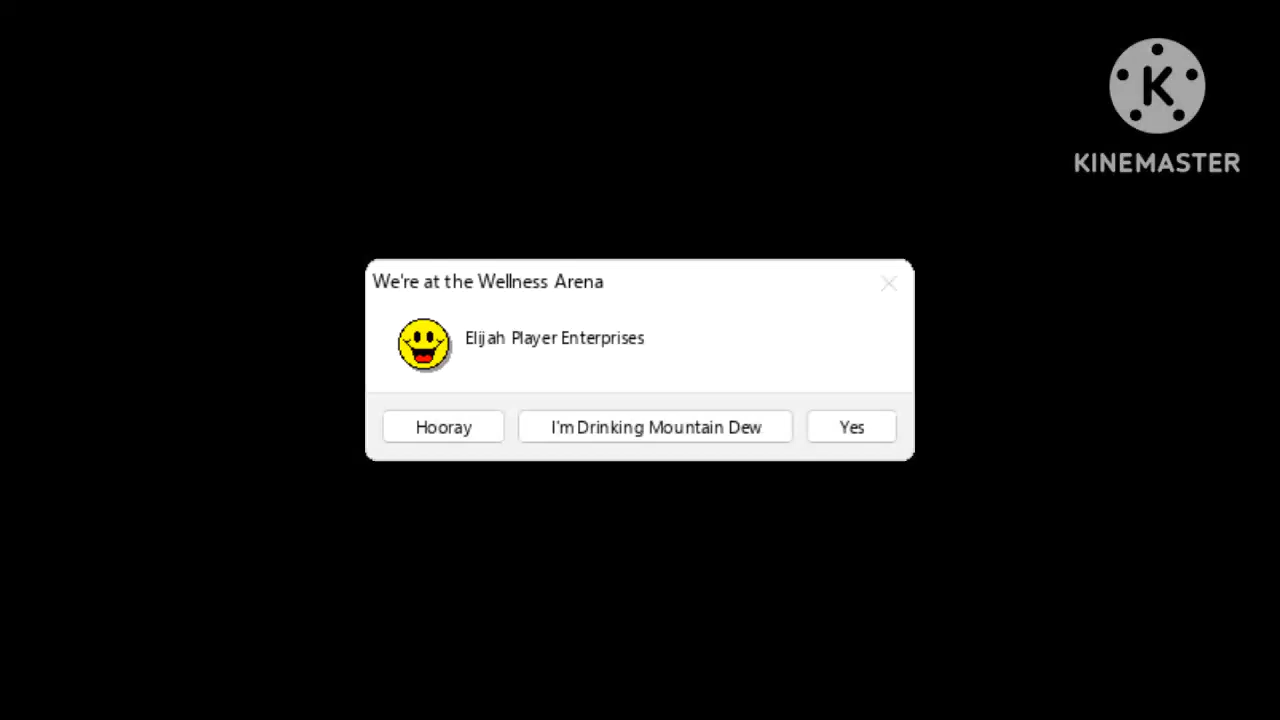 K
KINEMASTER
We're at the Wellness Arena
Elijah Player Enterprises
Hooray
I'm Drinking Mountain Dew
Yes